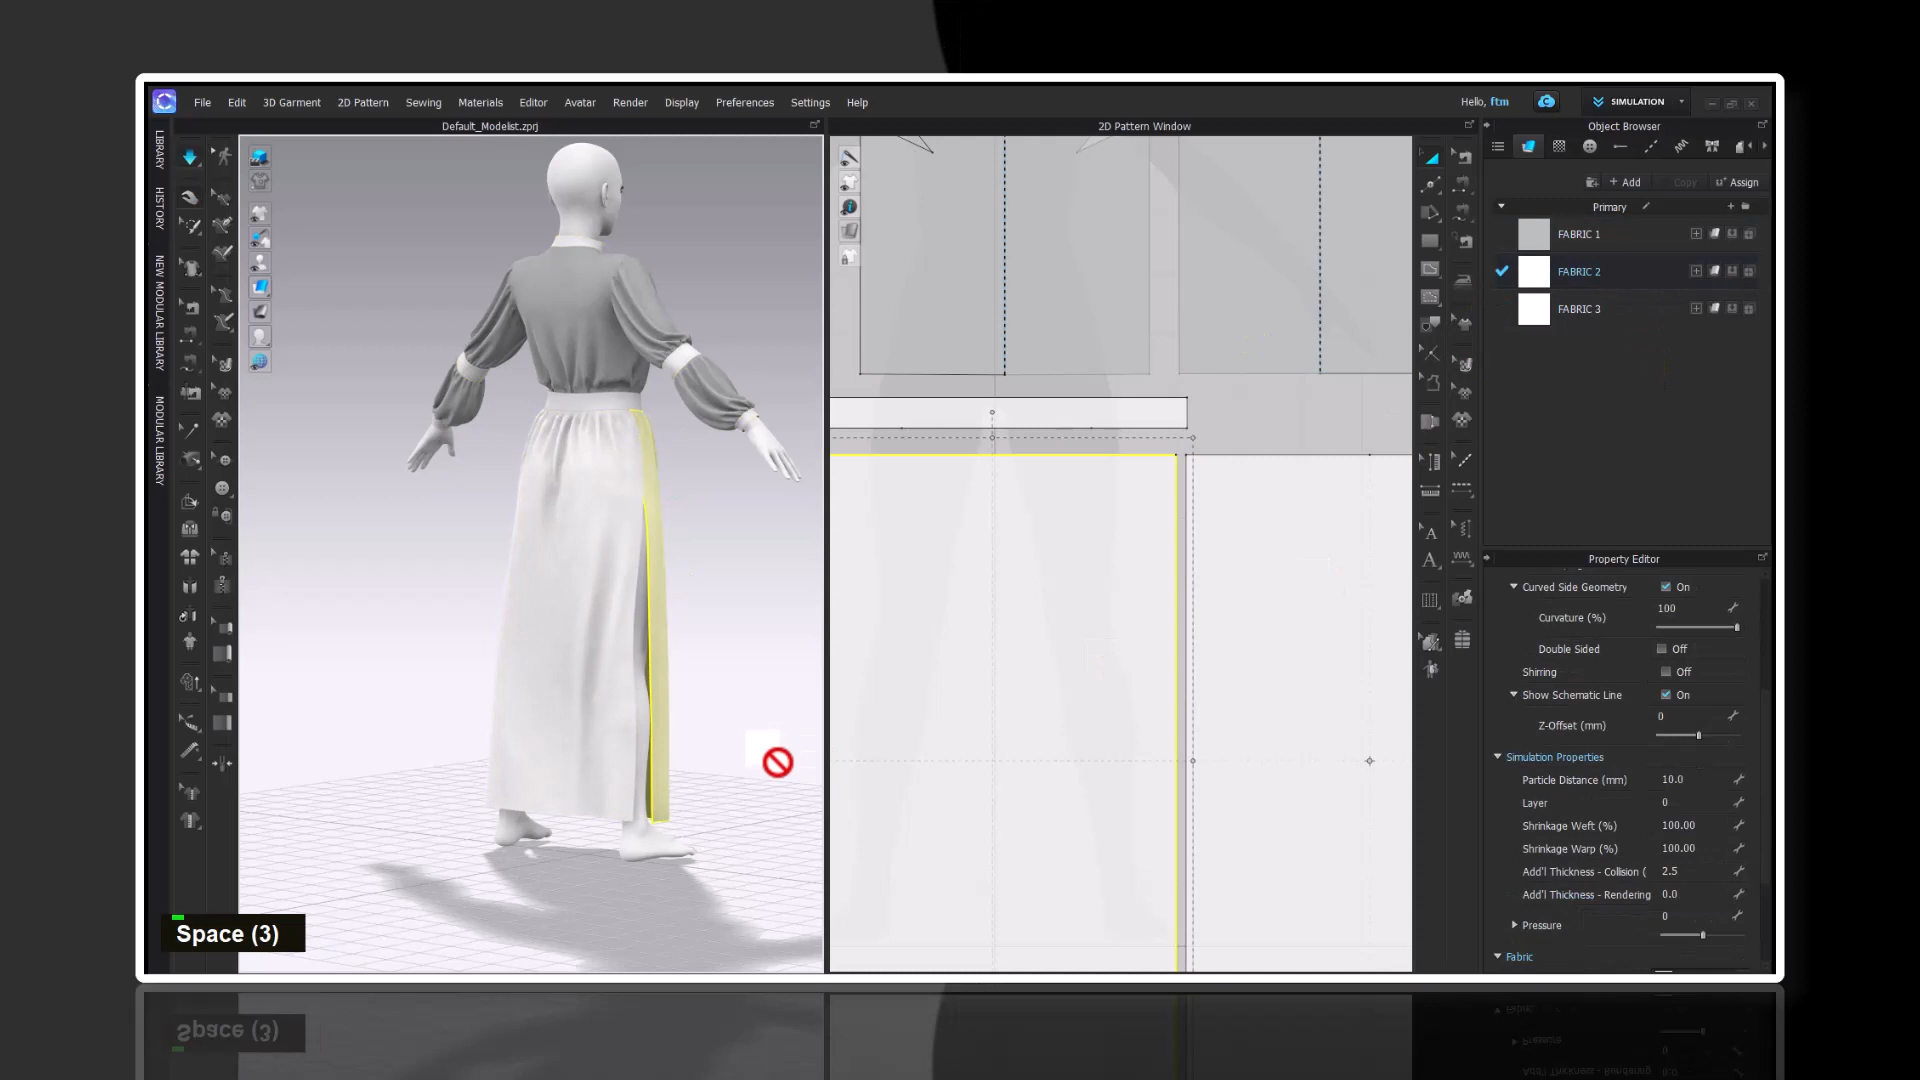 File Edit 3D Garment 2D Pattern Sewing Materials Editor Avatar Render Display Preferences Settings Help
Hello, ftm
SIMULATION
Default_Modelist.zprj
2D Pattern Window
Object Browser
LIBRARY
HISTORY
NEW MODULAR LIBRARY
MODULAR LIBRARY
+ Add
Copy
Assign
Primary
FABRIC 1
FABRIC 2
FABRIC 3
Property Editor
Curved Side Geometry On
Curvature (%) 100
Double Sided Off
Shirring Off
Show Schematic Line On
Z-Offset (mm) 0
Simulation Properties
Particle Distance (mm) 10.0
Layer 0
Shrinkage Weft (%) 100.00
Shrinkage Warp (%) 100.00
Add'l Thickness - Collision ( 2.5
Add'l Thickness - Rendering 0.0
Pressure 0
Fabric
Space (3)